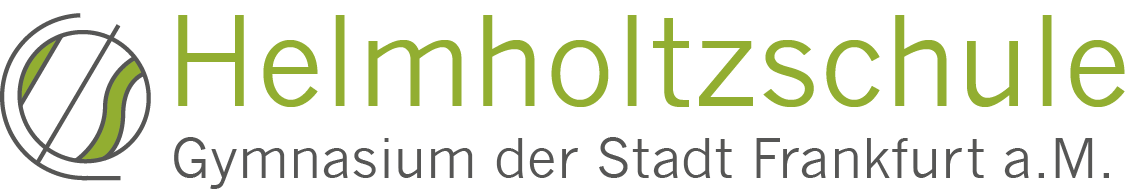 Helmholtzschule
Gymnasium der Stadt Frankfurt a.M.